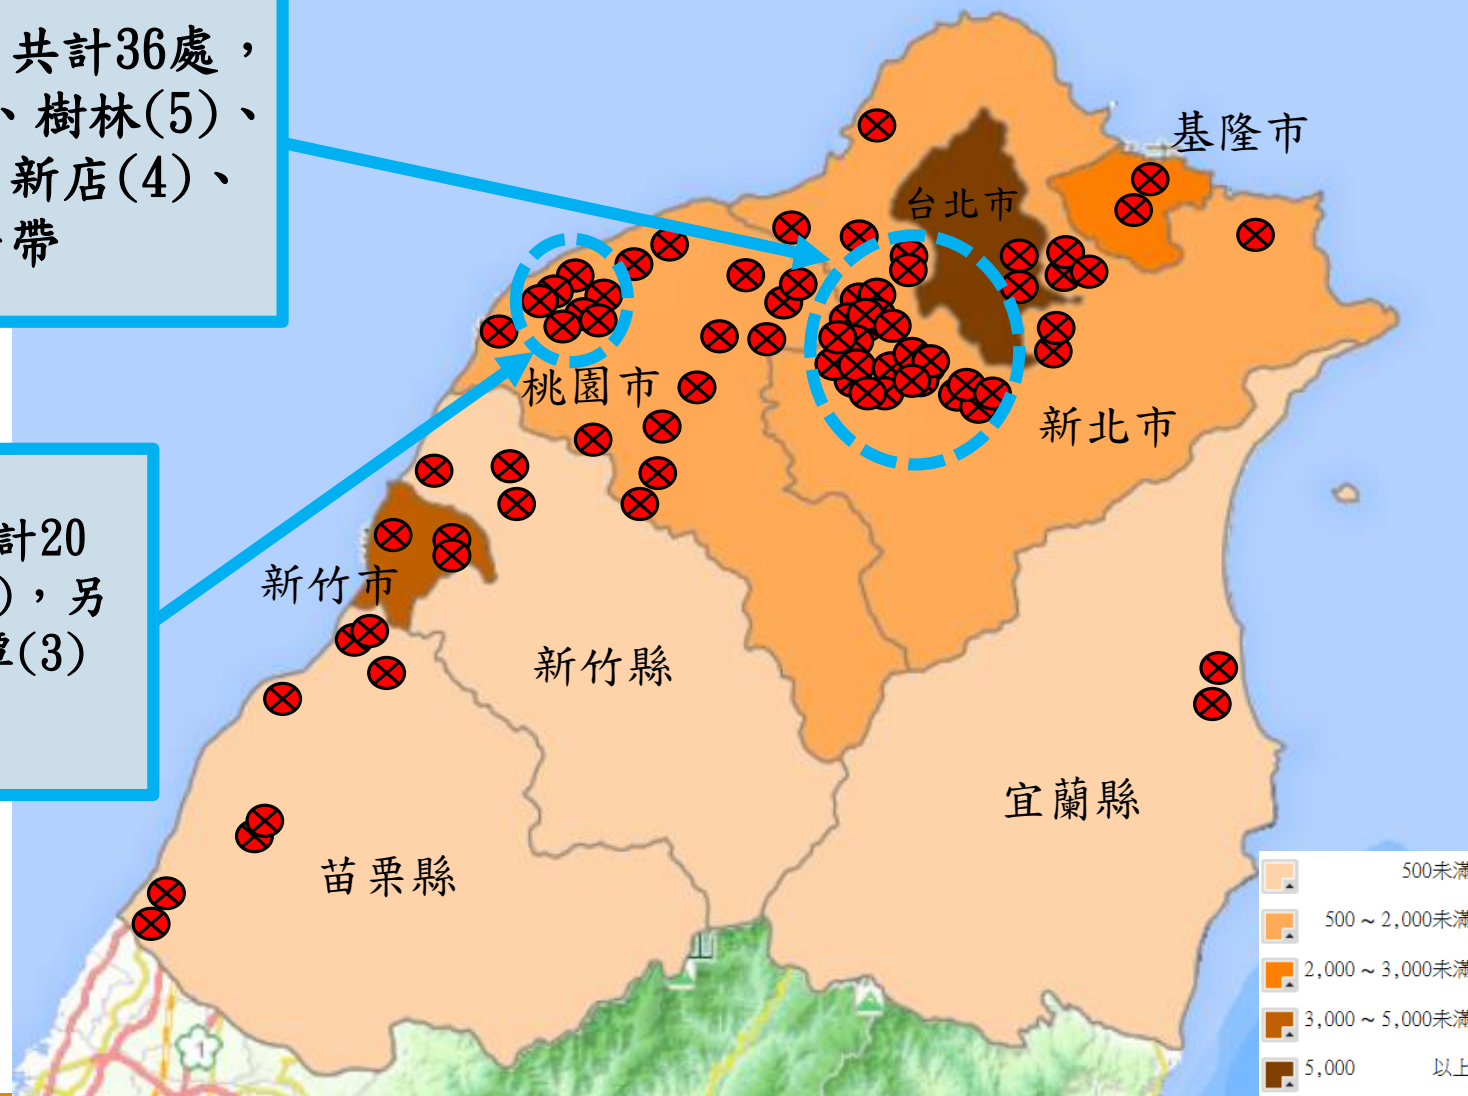 共計36處，
、樹林(5)、
新店(4)、
帶
計20
)，另
(3)
基隆市
台北市
桃園市
新北市
新竹市
新竹縣
宜蘭縣
苗栗縣
1
500未滿
500 ~ 2,000未滿
2,000 ~ 3,000未滿
3,000 ~ 5,000未滿
5,000 以上